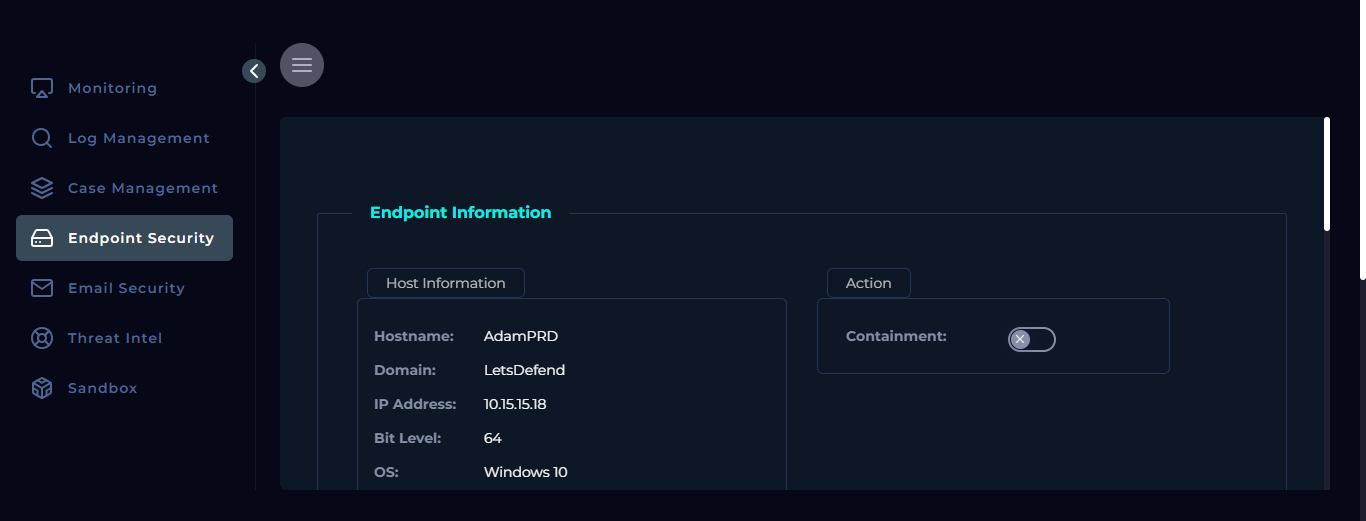 Monitoring
Log Management
Case Management
Endpoint Security
Email Security
Threat Intel
Sandbox
Endpoint Information
Host Information
Hostname: AdamPRD
Domain: LetsDefend
IP Address: 10.15.15.18
Bit Level: 64
OS: Windows 10
Action
Containment: